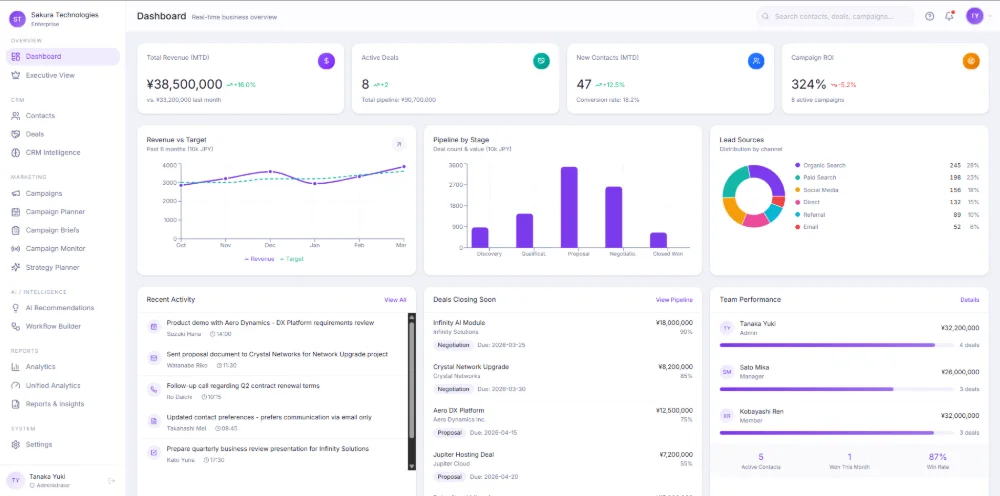 ST
Sakura Technologies
Enterprise
OVERVIEW
Dashboard
Executive View
CRM
Contacts
Deals
CRM Intelligence
MARKETING
Campaigns
Campaign Planner
Campaign Briefs
Campaign Monitor
Strategy Planner
AI / INTELLIGENCE
AI Recommendations
Workflow Builder
REPORTS
Analytics
Unified Analytics
Reports & Insights
SYSTEM
Settings
TY
Tanaka Yuki
Administrator
Dashboard
Real-time business overview
Search contacts, deals, campaigns...
TY
Total Revenue (MTD)
¥38,500,000 +16.0%
vs. ¥33,200,000 last month
Active Deals
8 +2
Total pipeline: ¥90,700,000
New Contacts (MTD)
47 +12.5%
Conversion rate: 18.2%
Campaign ROI
324% -5.2%
8 active campaigns
Revenue vs Target
Past 6 months (10k JPY)
4000
3000
2000
1000
0
Oct Nov Dec Jan Feb Mar
Revenue Target
Pipeline by Stage
Deal count & value (10k JPY)
3600
2700
1800
900
0
Discovery Qualificat. Proposal Negotiatio. Closed Won
Lead Sources
Distribution by channel
Organic Search 245 28%
Paid Search 198 23%
Social Media 156 18%
Direct 132 15%
Referral 89 10%
Email 52 6%
Recent Activity View All
Product demo with Aero Dynamics - DX Platform requirements review
Suzuki Hana 14:00
Sent proposal document to Crystal Networks for Network Upgrade project
Watanabe Riko 11:30
Follow-up call regarding Q2 contract renewal terms
Ito Daichi 10:15
Updated contact preferences - prefers communication via email only
Takahashi Mei 08:45
Prepare quarterly business review presentation for Infinity Solutions
Kato Yuna 17:30
Deals Closing Soon View Pipeline
Infinity AI Module ¥18,000,000
Infinity Solutions 90%
Negotiation Due: 2026-03-25
Crystal Network Upgrade ¥8,200,000
Crystal Networks 85%
Negotiation Due: 2026-03-30
Aero DX Platform ¥12,500,000
Aero Dynamics Inc. 75%
Proposal Due: 2026-04-15
Jupiter Hosting Deal ¥7,200,000
Jupiter Cloud 55%
Proposal Due: 2026-04-20
Team Performance Details
TY
Tanaka Yuki ¥32,200,000
Admin
4 deals
SM
Sato Mika ¥26,000,000
Manager
3 deals
KR
Kobayashi Ren ¥32,000,000
Member
3 deals
5 1 87%
Active Contacts Won This Month Win Rate